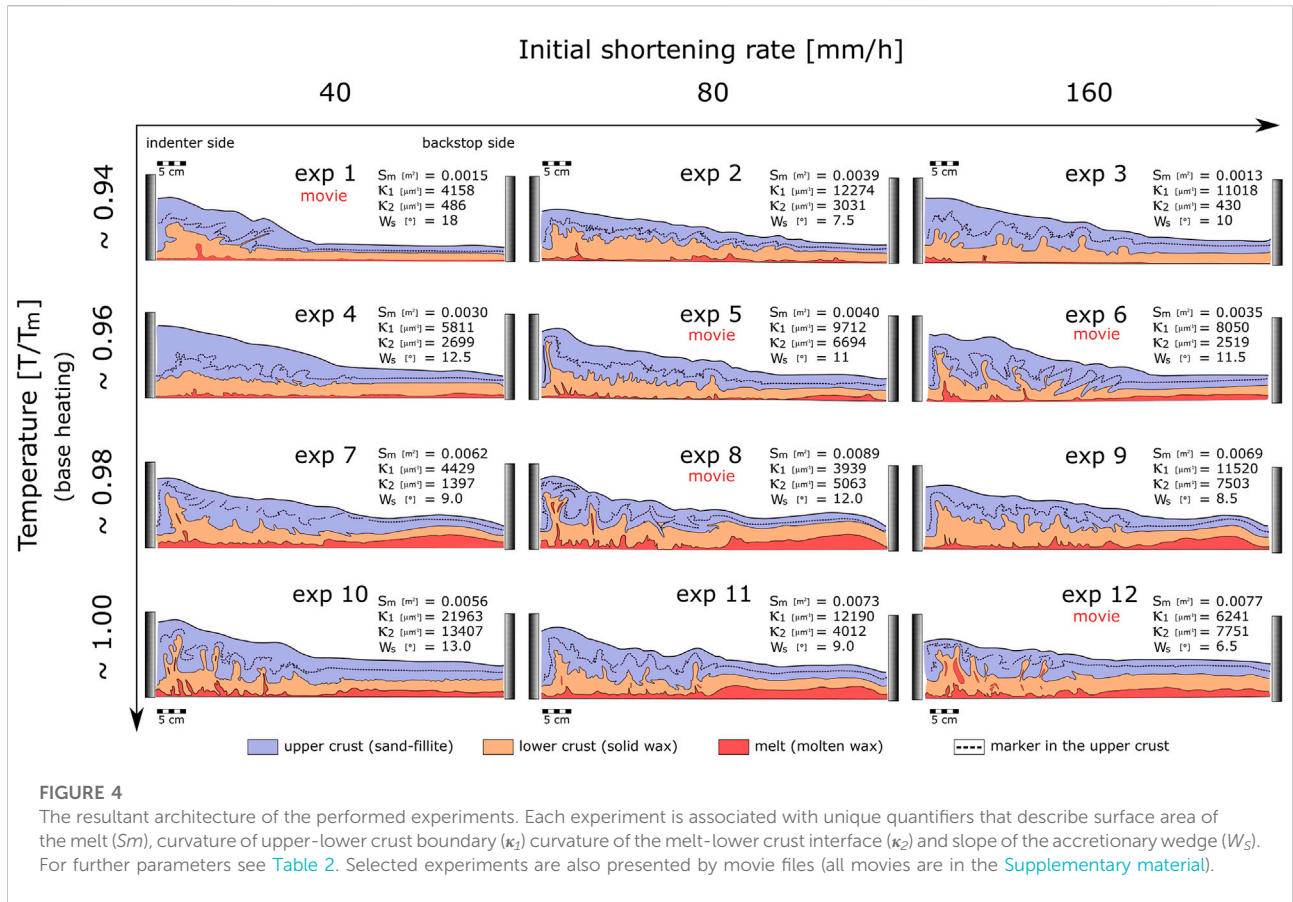 Initial shortening rate [mm/h]
40 80 160
Temperature [T/Tm]
(base heating)
indenter side backstop side
~ 0.94
5 cm
exp 1
movie
Sm [m²] = 0.0015
κ1 [µm⁻¹] = 4158
κ2 [µm⁻¹] = 486
Ws [°] = 18
5 cm
exp 2
Sm [m²] = 0.0039
κ1 [µm⁻¹] = 12274
κ2 [µm⁻¹] = 3031
Ws [°] = 7.5
5 cm
exp 3
Sm [m²] = 0.0013
κ1 [µm⁻¹] = 11018
κ2 [µm⁻¹] = 430
Ws [°] = 10
~ 0.96
exp 4
Sm [m²] = 0.0030
κ1 [µm⁻¹] = 5811
κ2 [µm⁻¹] = 2699
Ws [°] = 12.5
exp 5
movie
Sm [m²] = 0.0040
κ1 [µm⁻¹] = 9712
κ2 [µm⁻¹] = 6694
Ws [°] = 11
exp 6
movie
Sm [m²] = 0.0035
κ1 [µm⁻¹] = 8050
κ2 [µm⁻¹] = 2519
Ws [°] = 11.5
~ 0.98
exp 7
Sm [m²] = 0.0062
κ1 [µm⁻¹] = 4429
κ2 [µm⁻¹] = 1397
Ws [°] = 9.0
exp 8
movie
Sm [m²] = 0.0089
κ1 [µm⁻¹] = 3939
κ2 [µm⁻¹] = 5063
Ws [°] = 12.0
exp 9
Sm [m²] = 0.0069
κ1 [µm⁻¹] = 11520
κ2 [µm⁻¹] = 7503
Ws [°] = 8.5
~ 1.00
exp 10
Sm [m²] = 0.0056
κ1 [µm⁻¹] = 21963
κ2 [µm⁻¹] = 13407
Ws [°] = 13.0
5 cm
exp 11
Sm [m²] = 0.0073
κ1 [µm⁻¹] = 12190
κ2 [µm⁻¹] = 4012
Ws [°] = 9.0
5 cm
exp 12
movie
Sm [m²] = 0.0077
κ1 [µm⁻¹] = 6241
κ2 [µm⁻¹] = 7751
Ws [°] = 6.5
5 cm
upper crust (sand-fillite) lower crust (solid wax) melt (molten wax) marker in the upper crust
FIGURE 4
The resultant architecture of the performed experiments. Each experiment is associated with unique quantifiers that describe surface area of
the melt (Sm), curvature of upper-lower crust boundary (κ1) curvature of the melt-lower crust interface (κ2) and slope of the accretionary wedge (WS).
For further parameters see Table 2. Selected experiments are also presented by movie files (all movies are in the Supplementary material).